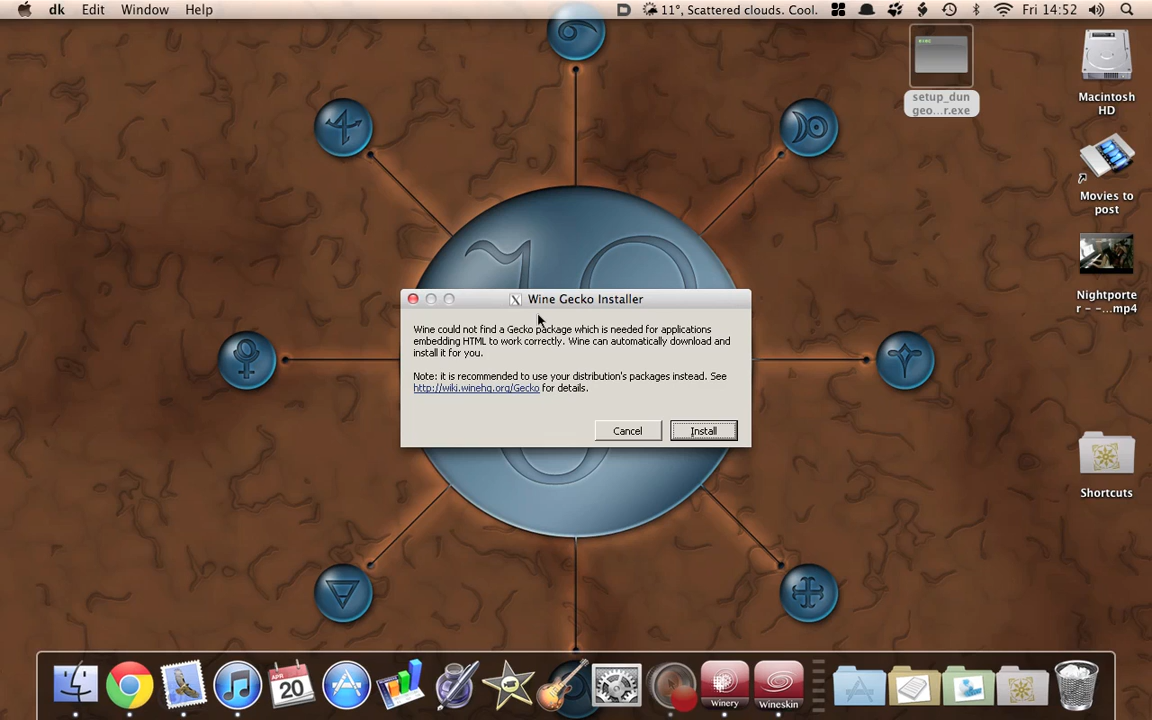 dk Edit Window Help
11°, Scattered clouds. Cool.
Fri 14:52
WINE
setup_dun
geo...r.exe
Macintosh
HD
Movies to
post
Nightporte
r - -...mp4
Shortcuts
10
Wine Gecko Installer
Wine could not find a Gecko package which is needed for applications
embedding HTML to work correctly. Wine can automatically download and
install it for you.
Note: it is recommended to use your distribution's packages instead. See
http://wiki.winehq.org/Gecko for details.
Cancel
Install
APR
20
Winery
Wineskin